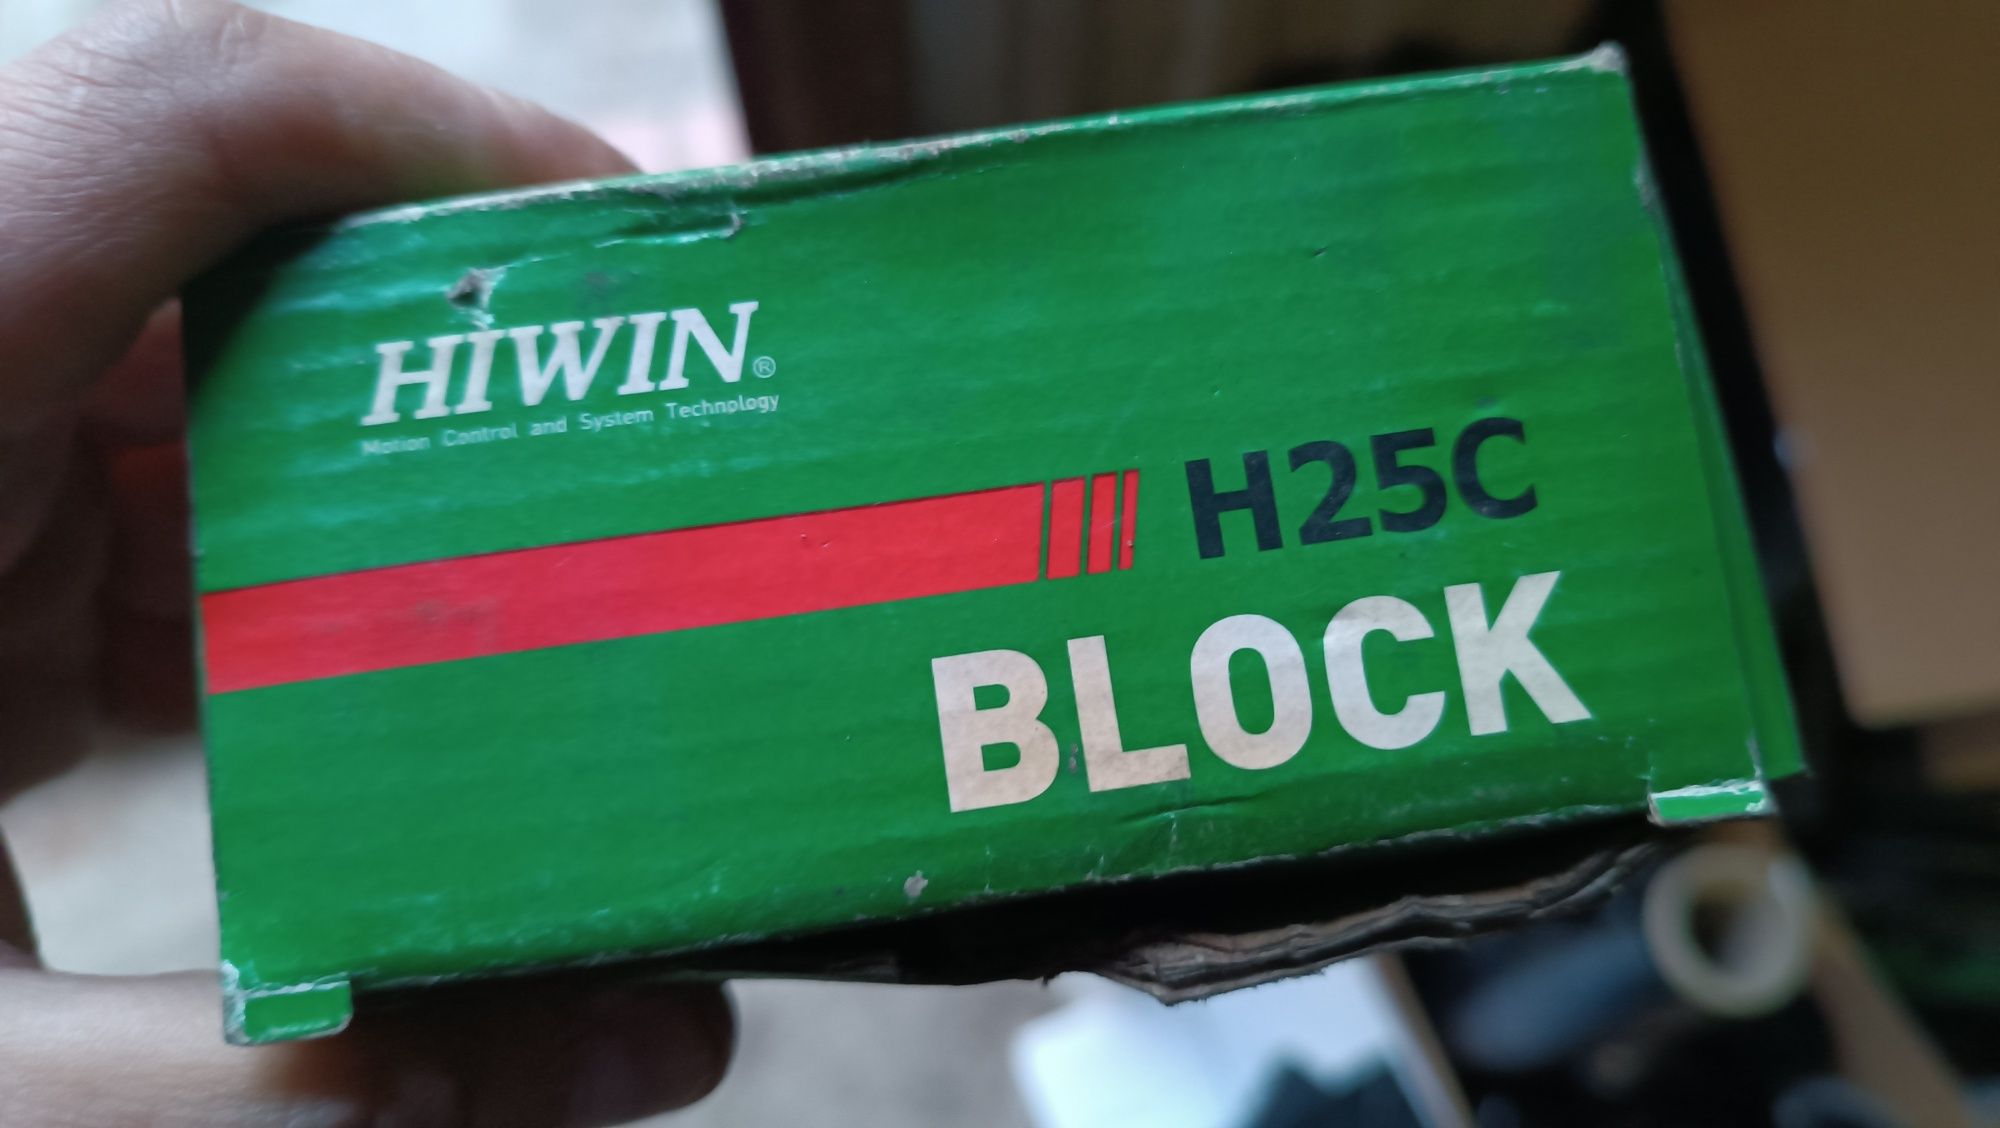 HIWIN®
Motion Control and System Technology
H25C
BLOCK